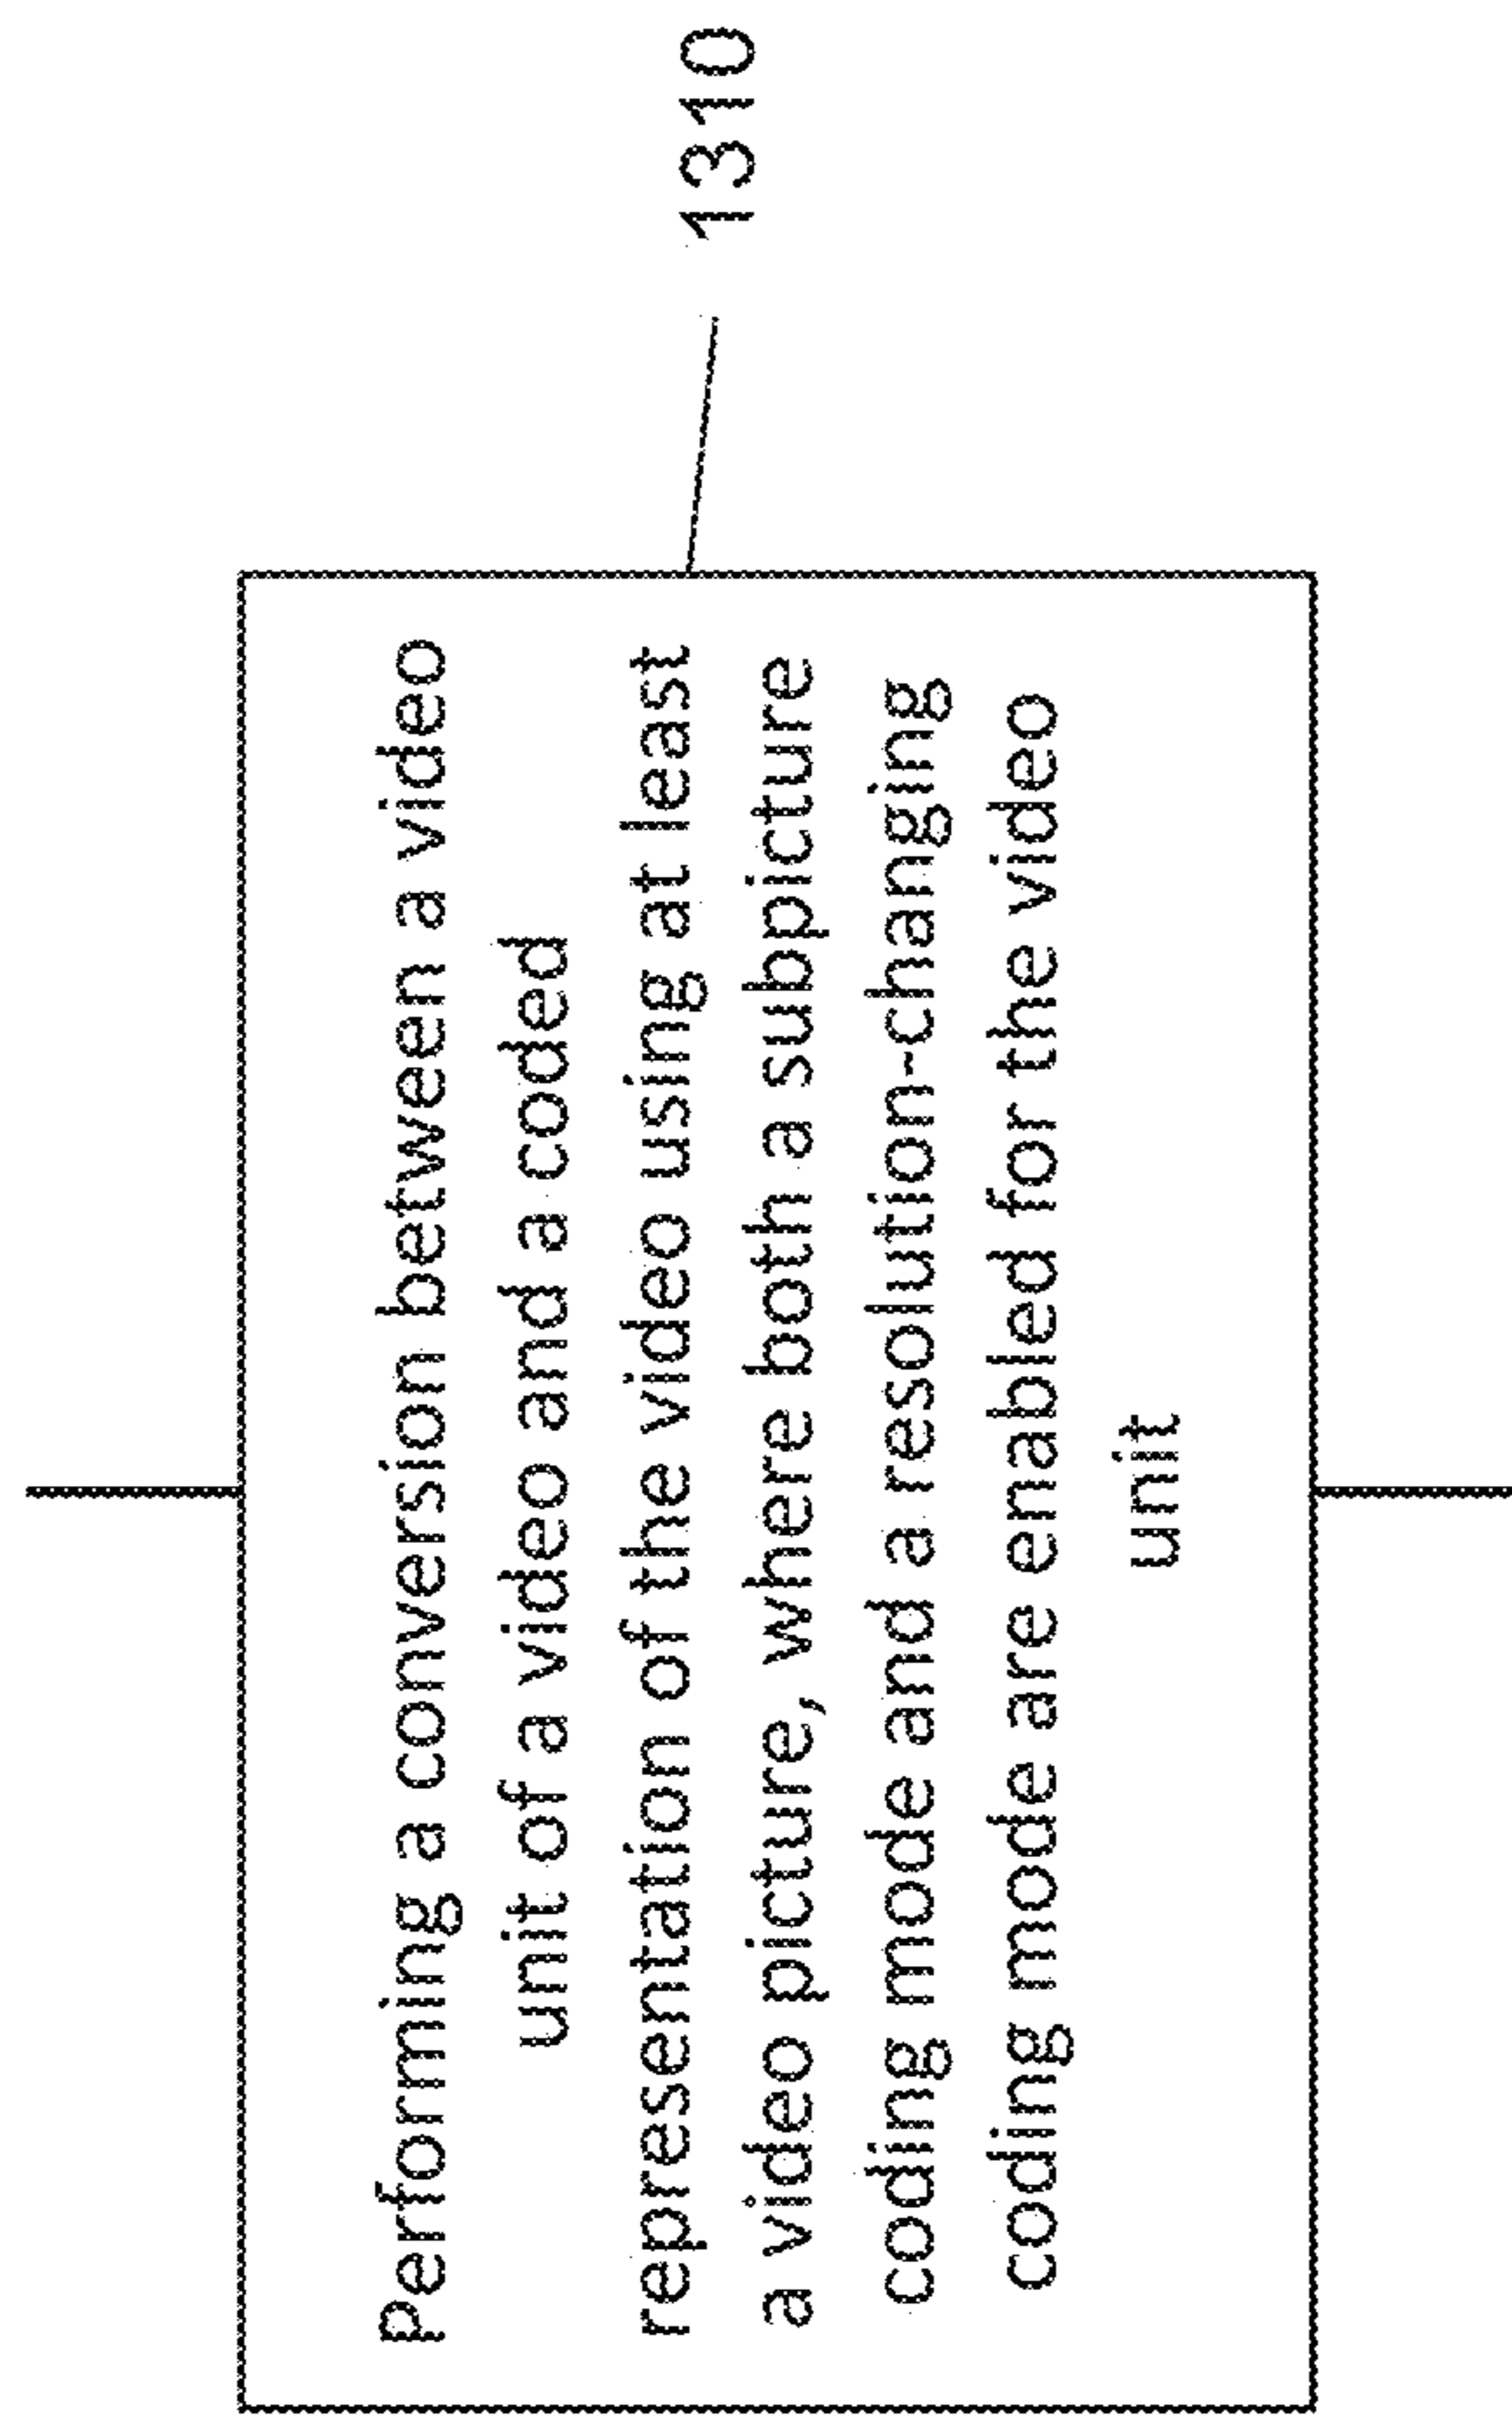 Performing a conversion between a video
unit of a video and a coded
representation of the video using at least
a video picture, where both a subpicture
coding mode and a resolution-changing
coding mode are enabled for the video
unit
1310